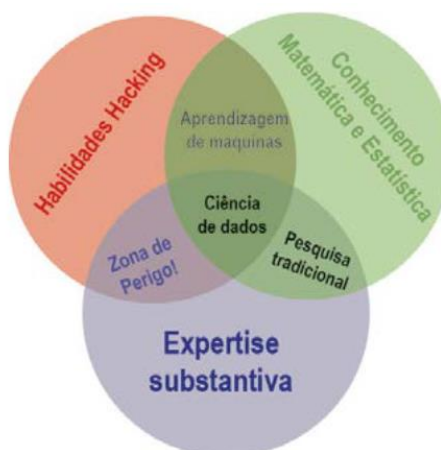 Habilidades Hacking
Conhecimento
Matemática e Estatística
Aprendizagem
de maquinas
Ciência
de dados
Zona de
Perigo!
Pesquisa
tradicional
Expertise
substantiva